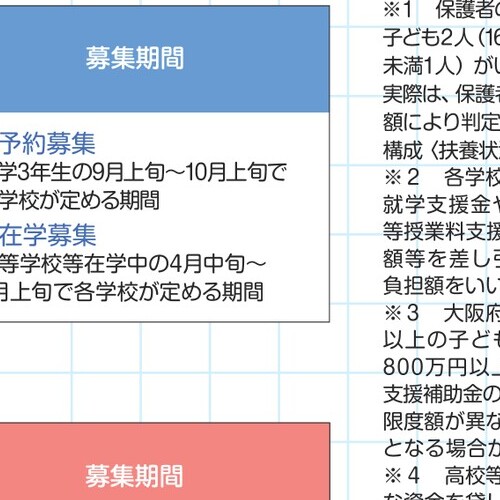 募集期間
予約募集
学3年生の9月上旬~10月上旬で
学校が定める期間
在学募集
等学校等在学中の4月中旬~
月上旬で各学校が定める期間
募集期間
※1 保護者の
子ども2人(16
未満1人)がい
実際は、保護者
額により判定
構成〈扶養状
※2 各学校
就学支援金や
等授業料支援
額等を差し引
負担額をいい
※3 大阪府
以上の子ども
800万円以上
支援補助金の
限度額が異な
となる場合か
※4 高校等
な資金を貸し